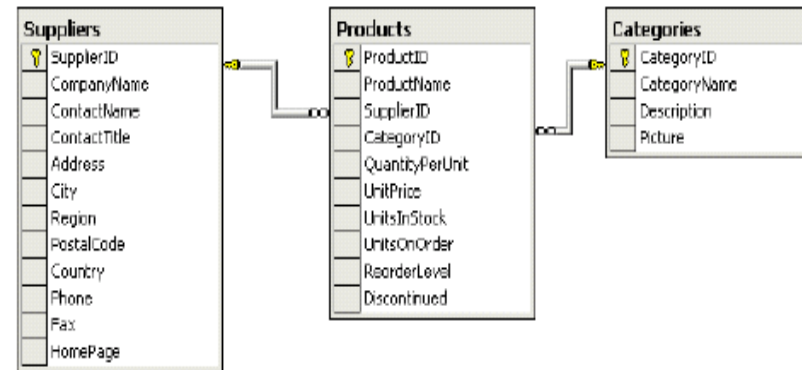 Suppliers
SupplierID
CompanyName
ContactName
ContactTitle
Address
City
Region
PostalCode
Country
Phone
Fax
HomePage
Products
ProductID
ProductName
SupplierID
CategoryID
QuantityPerUnit
UnitPrice
UnitsInStock
UnitsOnOrder
ReorderLevel
Discontinued
Categories
CategoryID
CategoryName
Description
Picture